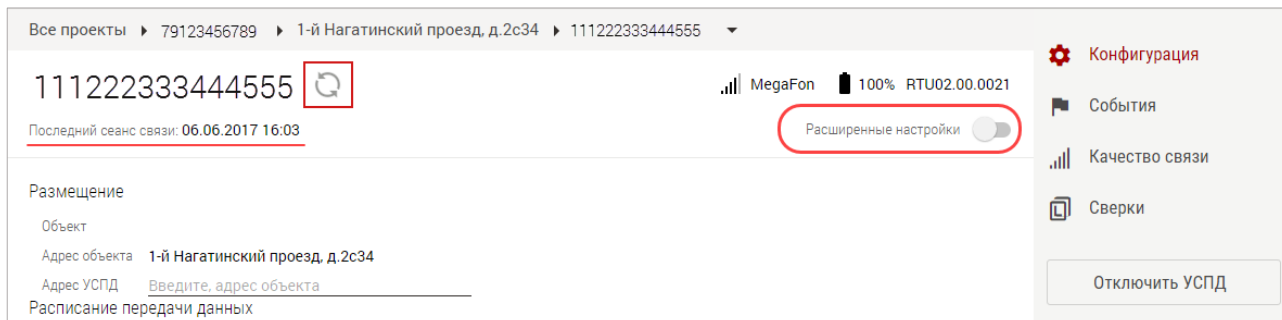 Все проекты 79123456789 1-й Нагатинский проезд, д.2с34 111222333444555
111222333444555
MegaFon 100% RTU02.00.0021
Последний сеанс связи: 06.06.2017 16:03
Расширенные настройки
Размещение
Объект
Адрес объекта 1-й Нагатинский проезд, д.2с34
Адрес УСПД Введите, адрес объекта
Расписание передачи данных
Конфигурация
События
Качество связи
Сверки
Отключить УСПД